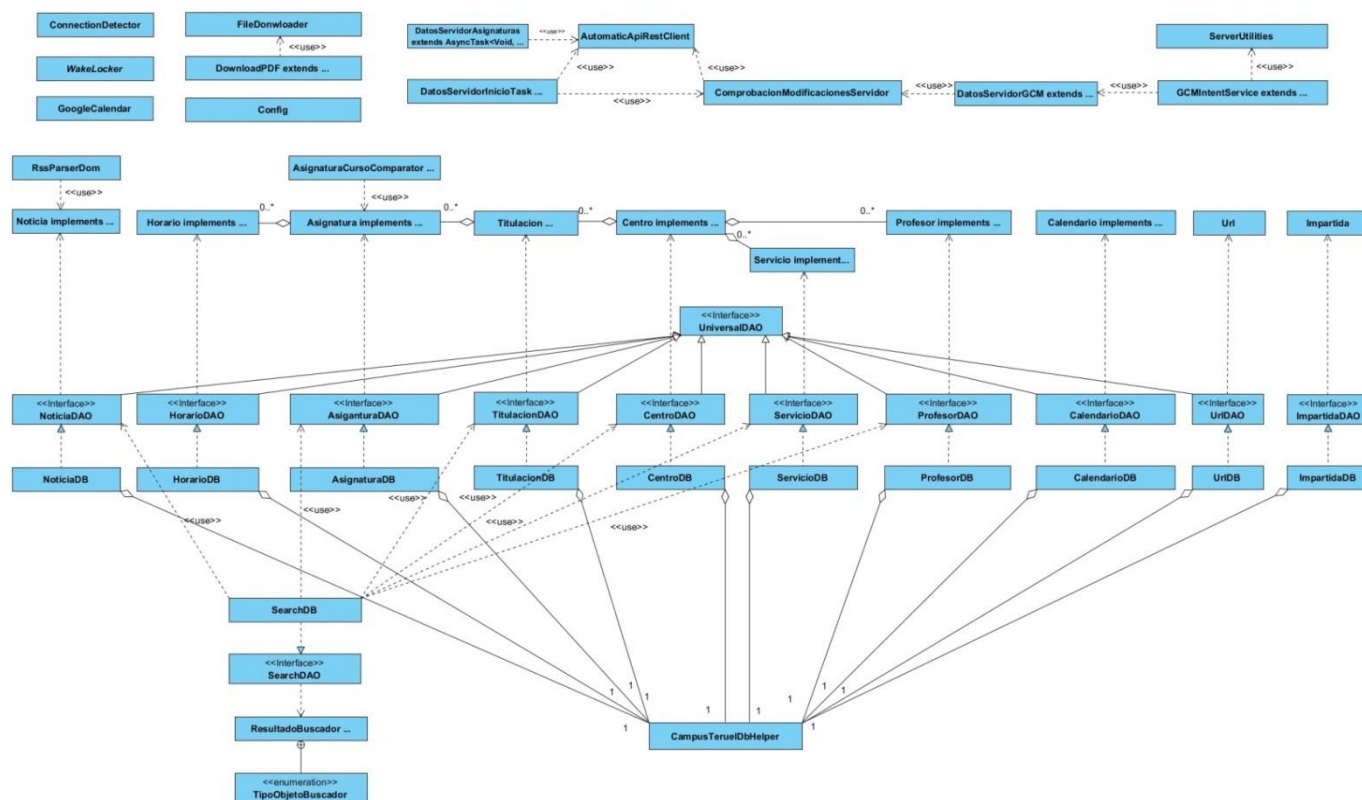 ConnectionDetector
FileDonwloader
DatosServidorAsignaturas
extends AsyncTask<Void, ...
<<use>>
AutomaticApiRestClient
ServerUtilities
<<use>>
WakeLocker
DownloadPDF extends ...
<<use>>
<<use>>
<<use>>
DatosServidorInicioTask ...
<<use>>
ComprobacionModificacionesServidor
<<use>>
DatosServidorGCM extends ...
<<use>>
GCMIntentService extends ...
GoogleCalendar
Config
RssParserDom
AsignaturaCursoComparator ...
<<use>>
<<use>>
Noticia implements ...
Horario implements ...
0..*
Asignatura implements ...
0..*
Titulacion ...
0..*
Centro implements ...
0..*
Profesor implements ...
Calendario implements ...
Url
Impartida
0..*
Servicio implement...
<<Interface>>
UniversalDAO
<<Interface>>
NoticiaDAO
<<Interface>>
HorarioDAO
<<Interface>>
AsiganturaDAO
<<Interface>>
TitulacionDAO
<<Interface>>
CentroDAO
<<Interface>>
ServicioDAO
<<Interface>>
ProfesorDAO
<<Interface>>
CalendarioDAO
<<Interface>>
UrlDAO
<<Interface>>
ImpartidaDAO
NoticiaDB
HorarioDB
AsignaturaDB
TitulacionDB
CentroDB
ServicioDB
ProfesorDB
CalendarioDB
UrlDB
ImpartidaDB
<<use>>
<<use>>
<<use>>
<<use>>
<<use>>
<<use>>
SearchDB
<<Interface>>
SearchDAO
1
1
1
1
1
1
1
1
1
1
ResultadoBuscador ...
CampusTeruelDbHelper
<<enumeration>>
TipoObjetoBuscador